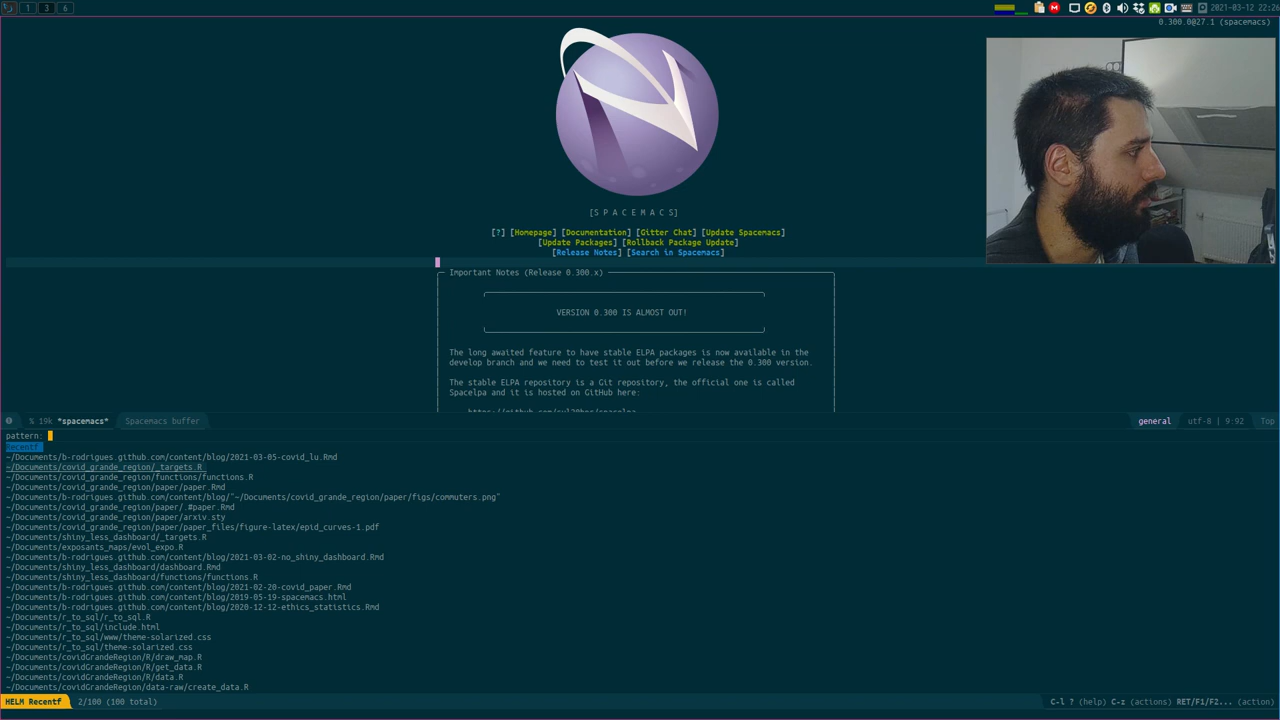 1 3 6 2021-03-12 22:26
0.300.0@27.1 (spacemacs)
[S P A C E M A C S]
[?] [Homepage] [Documentation] [Gitter Chat] [Update Spacemacs]
[Update Packages] [Rollback Package Update]
[Release Notes] [Search in Spacemacs]
Important Notes (Release 0.300.x)
VERSION 0.300 IS ALMOST OUT!
The long awaited feature to have stable ELPA packages is now available in the
develop branch and we need to test it out before we release the 0.300 version.
The stable ELPA repository is a Git repository, the official one is called
Spacelpa and it is hosted on GitHub here:
% 19k *spacemacs* Spacemacs buffer general utf-8 | 9:92 Top
pattern:
Recentf
~/Documents/b-rodrigues.github.com/content/blog/2021-03-05-covid_lu.Rmd
~/Documents/covid_grande_region/_targets.R
~/Documents/covid_grande_region/functions/functions.R
~/Documents/covid_grande_region/paper/paper.Rmd
~/Documents/b-rodrigues.github.com/content/blog/"~/Documents/covid_grande_region/paper/figs/commuters.png"
~/Documents/covid_grande_region/paper/.#paper.Rmd
~/Documents/covid_grande_region/paper/arxiv.sty
~/Documents/covid_grande_region/paper/paper_files/figure-latex/epid_curves-1.pdf
~/Documents/shiny_less_dashboard/_targets.R
~/Documents/exposants_maps/evol_expo.R
~/Documents/b-rodrigues.github.com/content/blog/2021-03-02-no_shiny_dashboard.Rmd
~/Documents/shiny_less_dashboard/dashboard.Rmd
~/Documents/shiny_less_dashboard/functions/functions.R
~/Documents/b-rodrigues.github.com/content/blog/2021-02-20-covid_paper.Rmd
~/Documents/b-rodrigues.github.com/content/blog/2019-05-19-spacemacs.html
~/Documents/b-rodrigues.github.com/content/blog/2020-12-12-ethics_statistics.Rmd
~/Documents/r_to_sql/r_to_sql.R
~/Documents/r_to_sql/include.html
~/Documents/r_to_sql/www/theme-solarized.css
~/Documents/r_to_sql/theme-solarized.css
~/Documents/covidGrandeRegion/R/draw_map.R
~/Documents/covidGrandeRegion/R/get_data.R
~/Documents/covidGrandeRegion/R/data.R
~/Documents/covidGrandeRegion/data-raw/create_data.R
HELM Recentf 2/100 (100 total) C-l ? (help) C-z (actions) RET/F1/F2... (action)